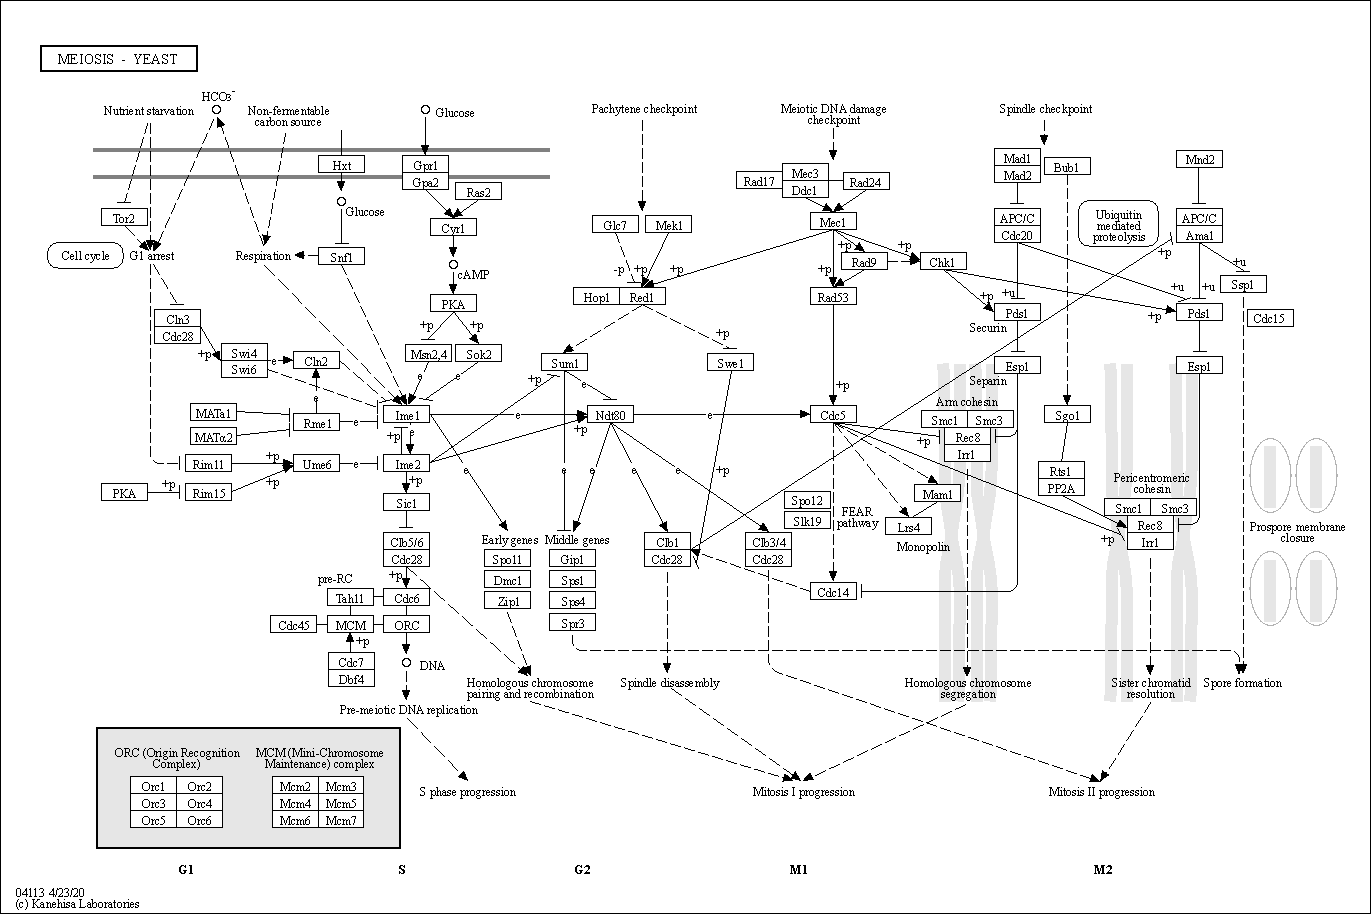 MEIOSIS - YEAST
Nutrient starvation
HCO3-
Non-fermentable
carbon source
Glucose
Pachytene checkpoint
Meiotic DNA damage
checkpoint
Spindle checkpoint
Hxt
Gpr1
Gpa2
Ras2
Rad17
Mec3
Ddc1
Rad24
Mad1
Mad2
Bub1
Mnd2
Tor2
Glucose
Cyr1
Glc7
Mek1
Mec1
APC/C
Cdc20
Ubiquitin
mediated
proteolysis
APC/C
Ama1
Cell cycle
G1 arrest
Respiration
Snf1
cAMP
-p
+p
+p
+p
+p
+p
Rad9
Chk1
+p
+u
Ssp1
PKA
Hop1
Red1
Rad53
+u
+p
+u
Pds1
Securin
+p
Pds1
Cdc15
Cln3
Cdc28
+p
+p
+p
+p
Swi4
Swi6
e
Cln2
Msn2,4
Sok2
Sum1
Swe1
Esp1
Separin
Esp1
e
e
e
+p
e
+p
Arm cohesin
MATa1
MATα2
Rme1
e
Ime1
e
Ndt80
e
Cdc5
Smc1
Smc3
Rec8
Irr1
+p
Sgo1
+p
e
+p
Rim11
+p
Ume6
e
Ime2
e
e
e
e
+p
Rts1
PP2A
PKA
+p
Rim15
+p
+p
Sic1
Spo12
Slk19
FEAR
pathway
Mam1
Lrs4
Monopolin
Pericentromeric
cohesin
Smc1
Smc3
Rec8
Irr1
+p
Prospore membrane
closure
Clb5/6
Cdc28
Early genes
Spo11
Dmc1
Zip1
Middle genes
Gip1
Sps1
Sps4
Spr3
Clb1
Cdc28
Clb3/4
Cdc28
Cdc14
+p
pre-RC
Tah11
Cdc6
Cdc45
MCM
ORC
+p
Cdc7
Dbf4
DNA
Homologous chromosome
pairing and recombination
Spindle disassembly
Homologous chromosome
segregation
Sister chromatid
resolution
Spore formation
Pre-meiotic DNA replication
ORC (Origin Recognition
Complex)
Orc1
Orc2
Orc3
Orc4
Orc5
Orc6
MCM (Mini-Chromosome
Maintenance) complex
Mcm2
Mcm3
Mcm4
Mcm5
Mcm6
Mcm7
S phase progression
Mitosis I progression
Mitosis II progression
G1
S
G2
M1
M2
04113 4/23/20
(c) Kanehisa Laboratories